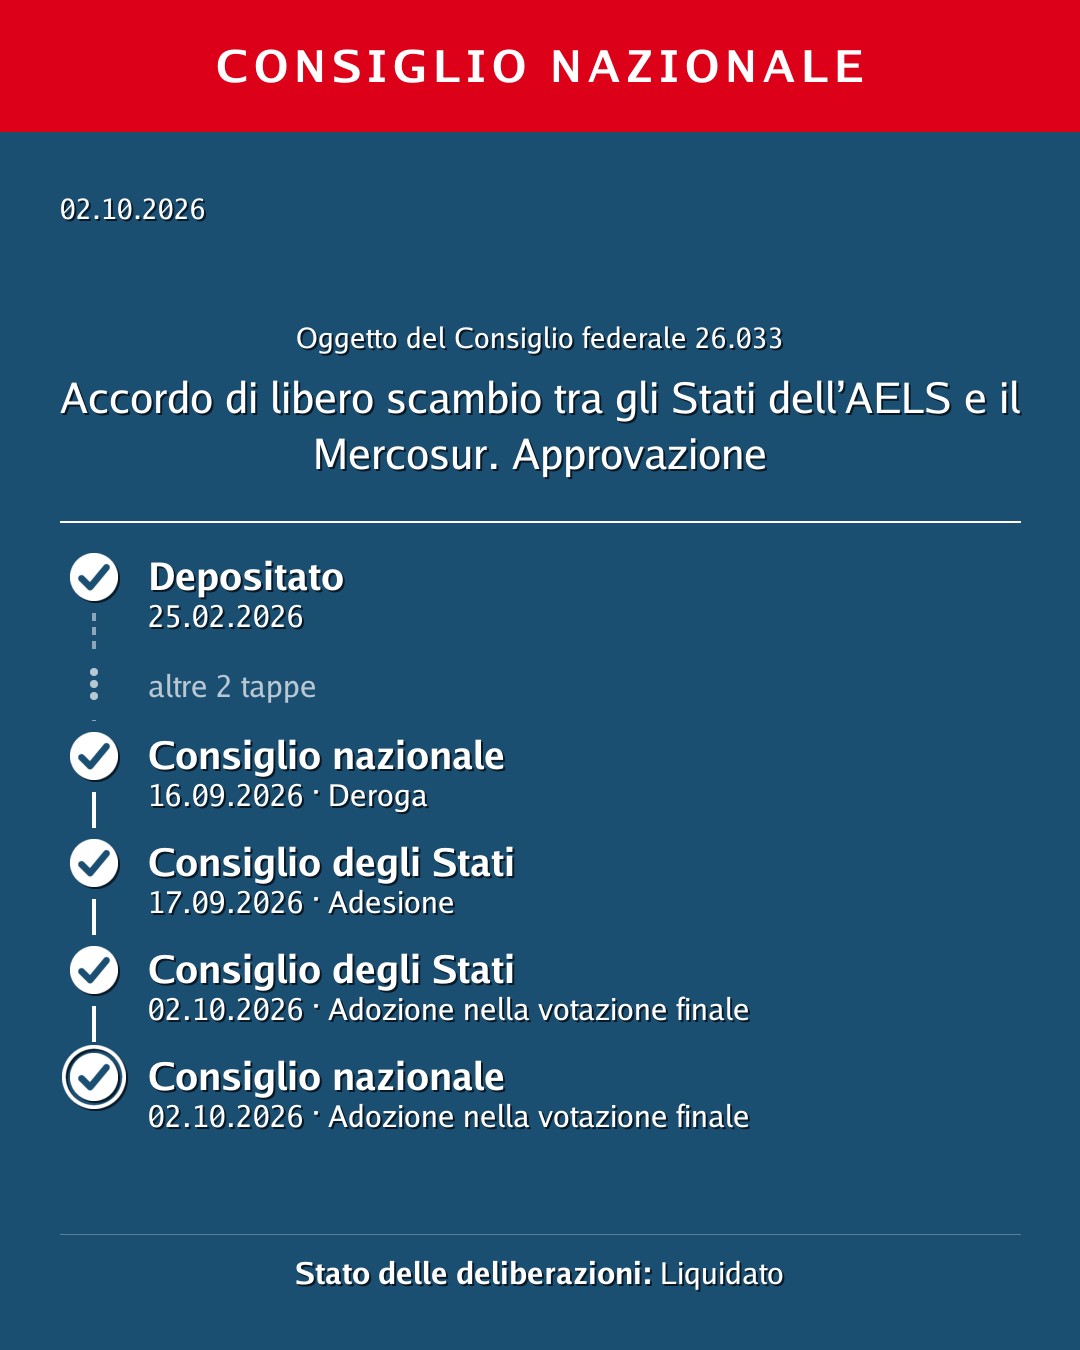 CONSIGLIO NAZIONALE
02.10.2026
Oggetto del Consiglio federale 26.033
Accordo di libero scambio tra gli Stati dell’AELS e il
Mercosur. Approvazione
Depositato
25.02.2026
altre 2 tappe
Consiglio nazionale
16.09.2026 · Deroga
Consiglio degli Stati
17.09.2026 · Adesione
Consiglio degli Stati
02.10.2026 · Adozione nella votazione finale
Consiglio nazionale
02.10.2026 · Adozione nella votazione finale
Stato delle deliberazioni: Liquidato